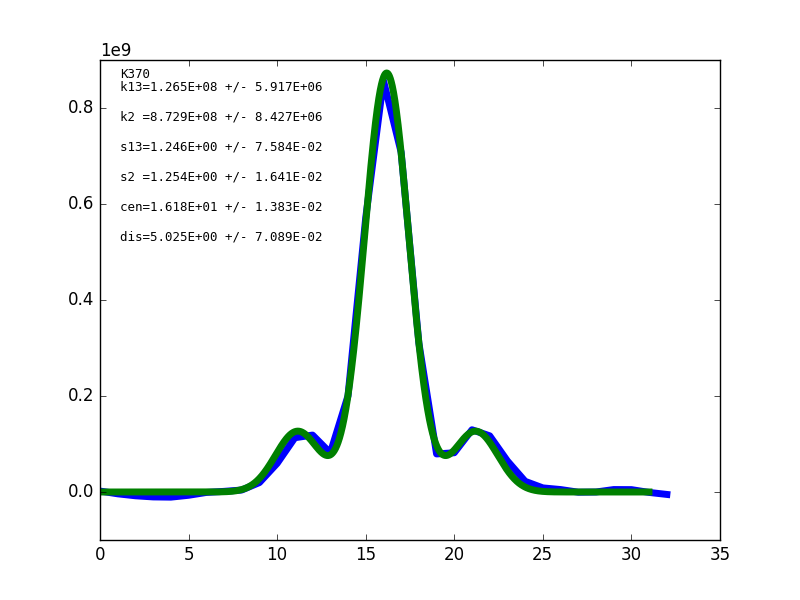 1e9
K370
k13=1.265E+08 +/- 5.917E+06
k2 =8.729E+08 +/- 8.427E+06
s13=1.246E+00 +/- 7.584E-02
s2 =1.254E+00 +/- 1.641E-02
cen=1.618E+01 +/- 1.383E-02
dis=5.025E+00 +/- 7.089E-02
0.8
0.6
0.4
0.2
0.0
0 5 10 15 20 25 30 35